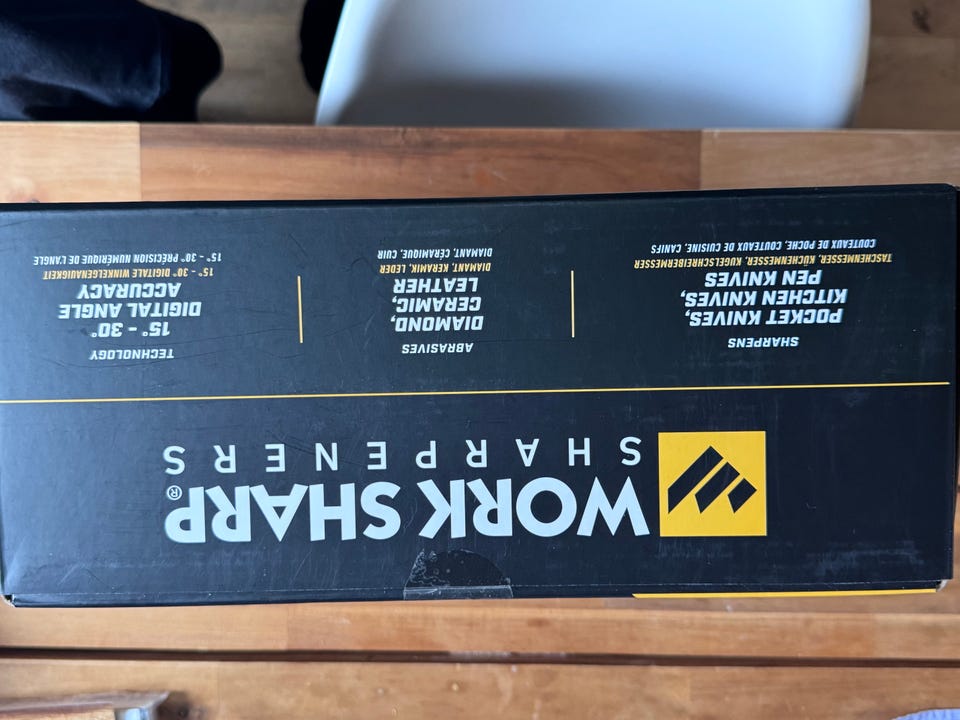 WORK SHARP®
SHARPENERS
SHARPENS
POCKET KNIVES,
KITCHEN KNIVES,
PEN KNIVES
TASCHENMESSER, KÜCHENMESSER, KUGELSCHREIBERMESSER
COUTEAUX DE POCHE, COUTEAUX DE CUISINE, CANIFS
ABRASIVES
DIAMOND,
CERAMIC,
LEATHER
DIAMANT, KERAMIK, LEDER
DIAMANT, CÉRAMIQUE, CUIR
TECHNOLOGY
15° - 30°
DIGITAL ANGLE
ACCURACY
15° - 30° DIGITALE WINKELGENAUIGKEIT
15° - 30° PRÉCISION NUMÉRIQUE DE L'ANGLE